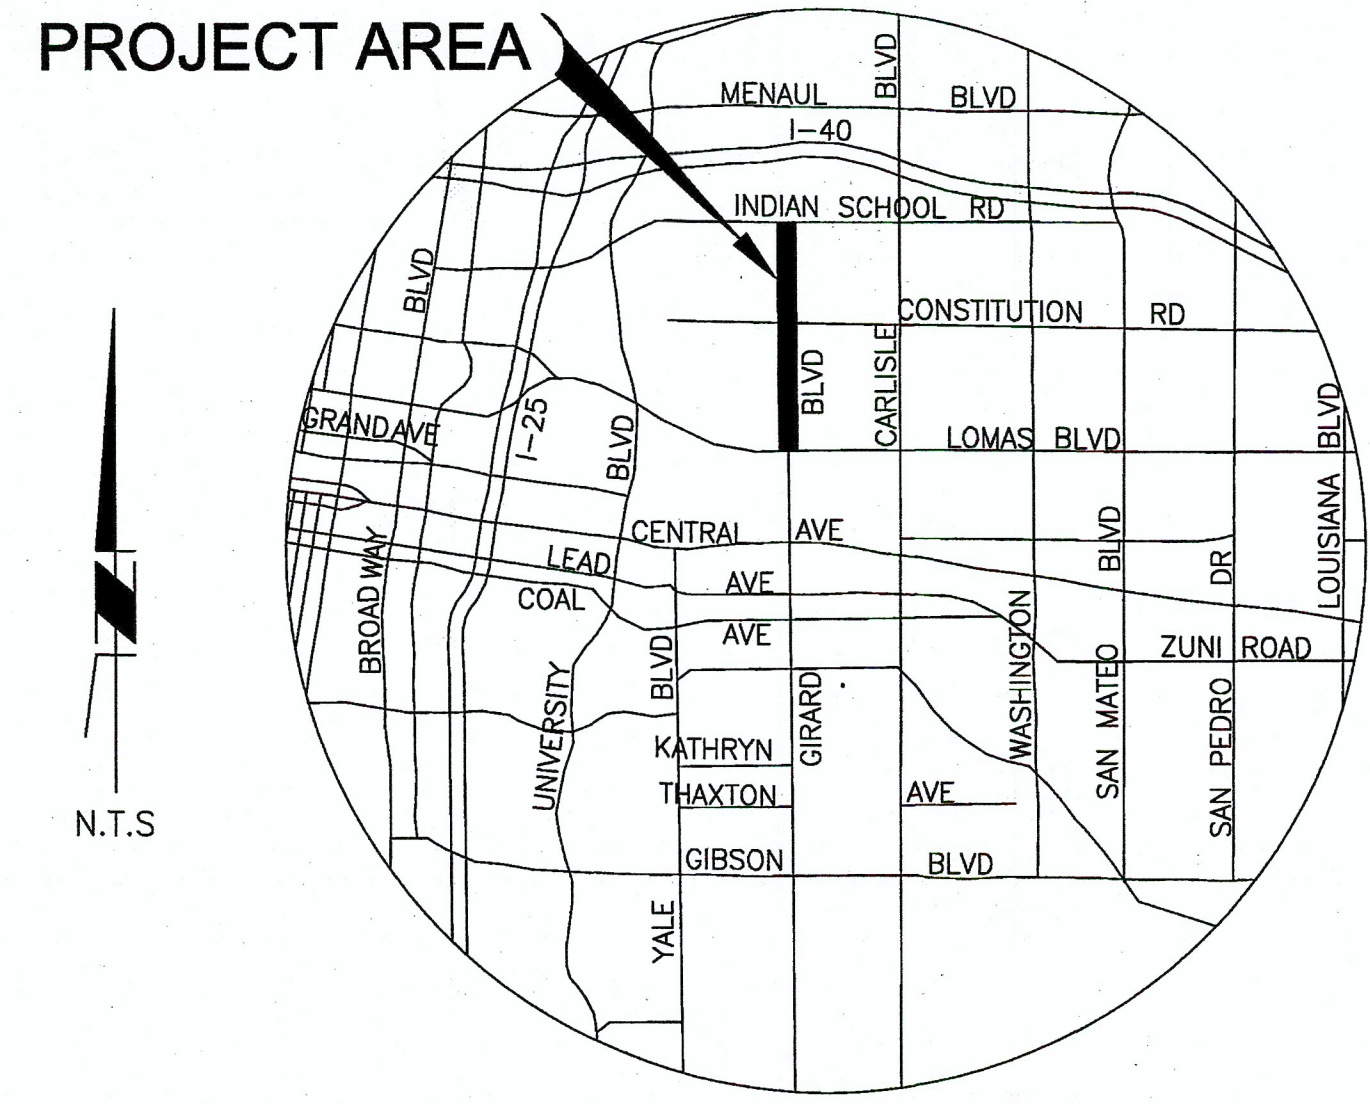 PROJECT AREA
MENAUL BLVD
BLVD
I-40
INDIAN SCHOOL RD
BLVD
CONSTITUTION RD
BLVD
CARLISLE
GRAND AVE
I-25
BLVD
LOMAS BLVD
LOUISIANA BLVD
CENTRAL AVE
LEAD AVE
COAL AVE
BROADWAY
BLVD
DR
WASHINGTON
ZUNI ROAD
BLVD
UNIVERSITY
GIRARD
SAN MATEO
SAN PEDRO
KATHRYN
THAXTON AVE
GIBSON BLVD
YALE
N.T.S